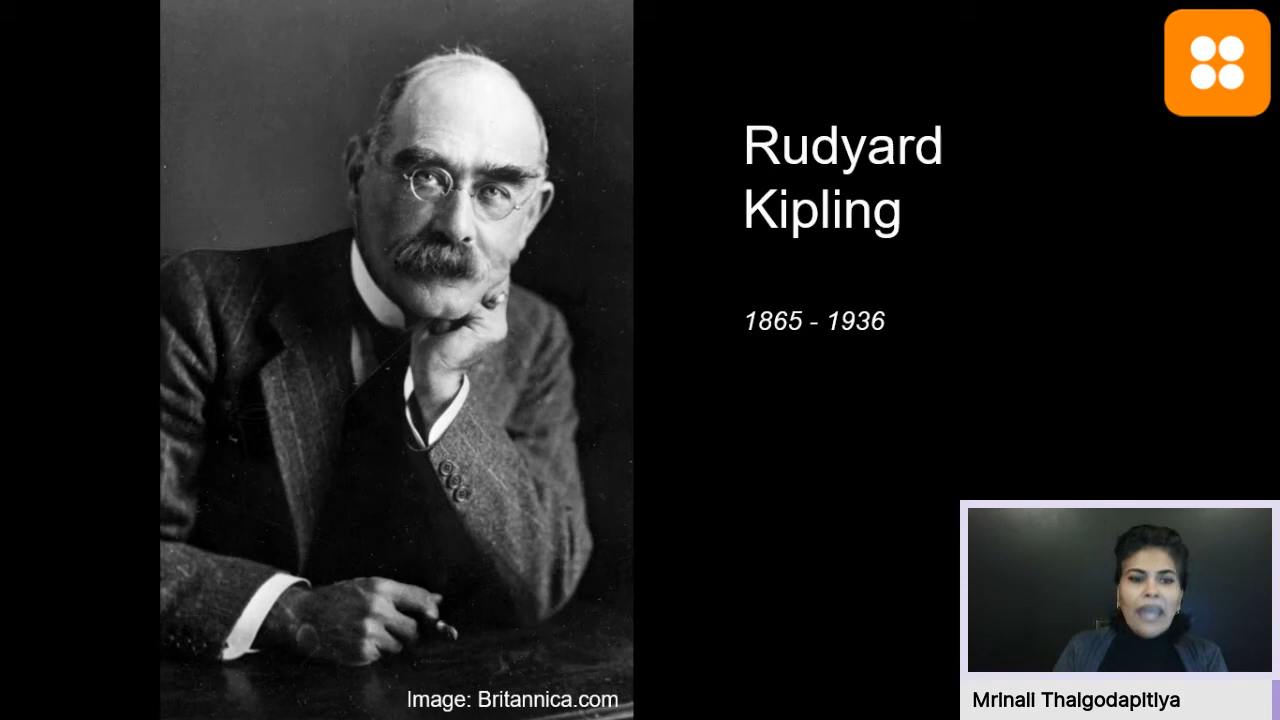 Rudyard
Kipling
1865 - 1936
Image: Britannica.com
Mrinali Thalgodapitiya